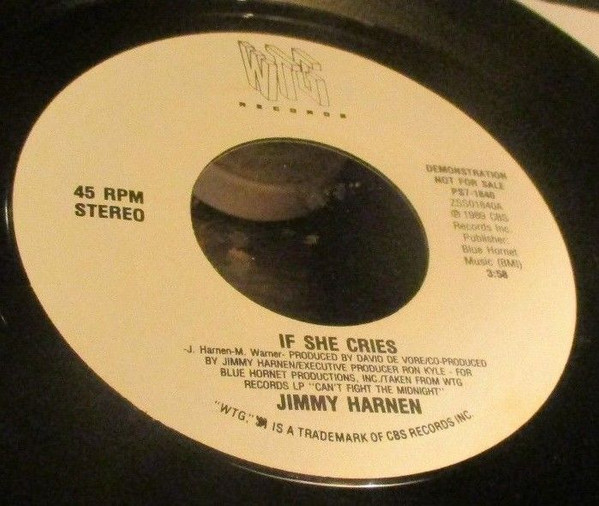 WTG
RECORDS
45 RPM
STEREO
DEMONSTRATION
NOT FOR SALE
PS7-1840
ZSS01840A
℗ 1989 CBS
Records Inc.
Publisher:
Blue Hornet
Music (BMI)
3:58
IF SHE CRIES
-J. Harnen-M. Warner- PRODUCED BY DAVID DE VORE/CO-PRODUCED
BY JIMMY HARNEN/EXECUTIVE PRODUCER RON KYLE - FOR
BLUE HORNET PRODUCTIONS, INC./TAKEN FROM WTG
RECORDS LP "CAN'T FIGHT THE MIDNIGHT"
JIMMY HARNEN
"WTG," IS A TRADEMARK OF CBS RECORDS INC.